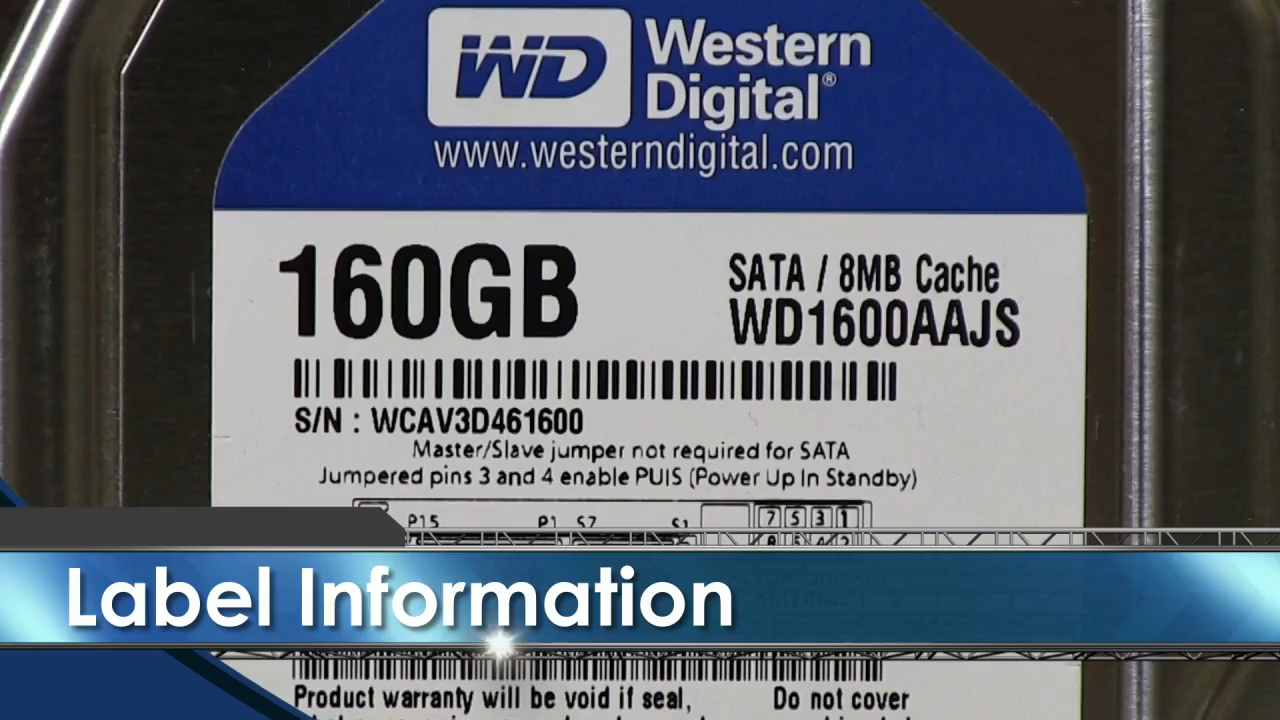 WD Western
Digital®
www.westerndigital.com
160GB
SATA / 8MB Cache
WD1600AAJS
S/N : WCAV3D461600
Master/Slave jumper not required for SATA
Jumpered pins 3 and 4 enable PUIS (Power Up In Standby)
P15 P1 S7 S1 7 5 3 1
Label Information
Product warranty will be void if seal,
Do not cover